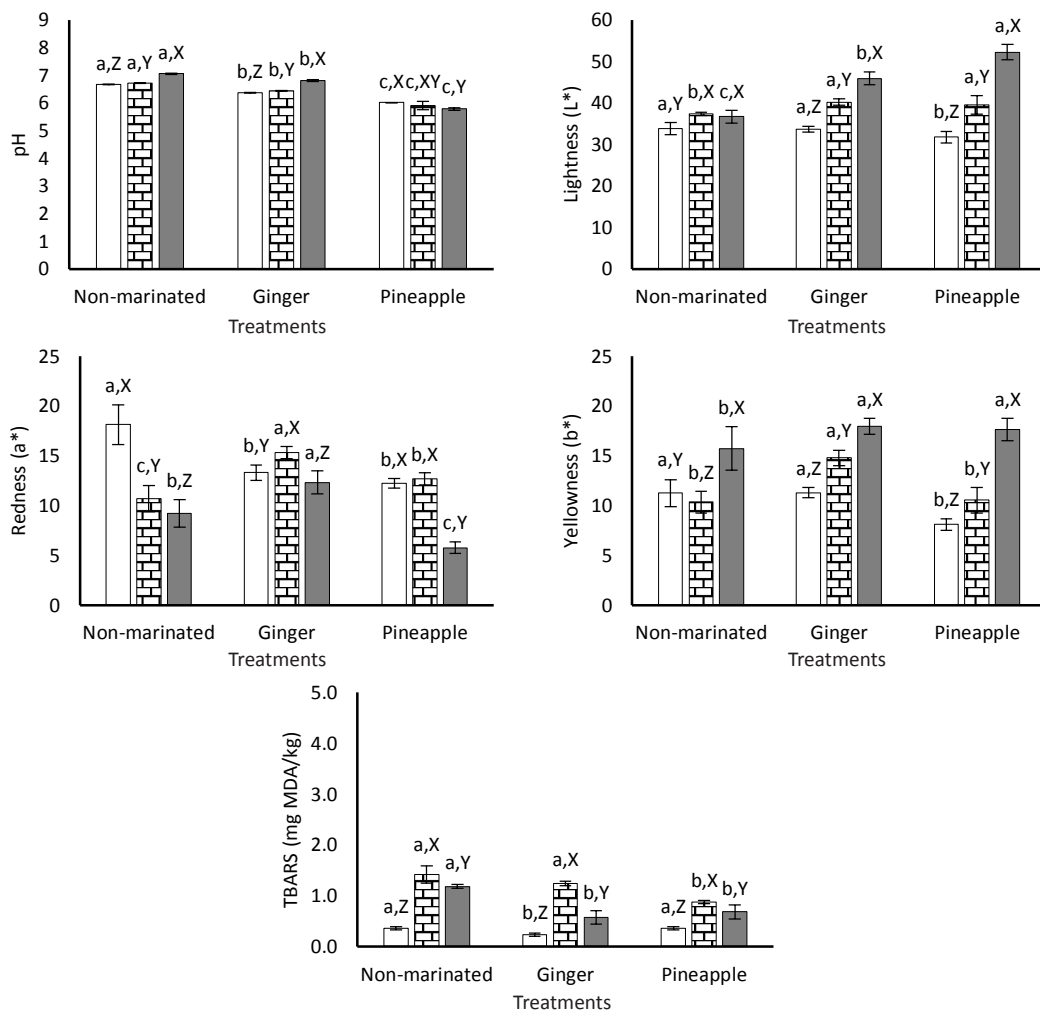 pH
9
8
7
6
5
4
3
2
1
0
a,Z a,Y a,X
b,Z b,Y b,X
c,X c,XY c,Y
Non-marinated Ginger Pineapple
Treatments
Lightness (L*)
60
50
40
30
20
10
0
a,Y b,X c,X
a,Z a,Y b,X
b,Z a,Y a,X
Non-marinated Ginger Pineapple
Treatments
Redness (a*)
25
20
15
10
5
0
a,X c,Y b,Z
b,Y a,X a,Z
b,X b,X c,Y
Non-marinated Ginger Pineapple
Treatments
Yellowness (b*)
25
20
15
10
5
0
a,Y b,Z b,X
a,Z a,Y a,X
b,Z b,Y a,X
Non-marinated Ginger Pineapple
Treatments
TBARS (mg MDA/kg)
5.0
4.0
3.0
2.0
1.0
0.0
a,Z a,X a,Y
b,Z a,X b,Y
a,Z b,X b,Y
Non-marinated Ginger Pineapple
Treatments